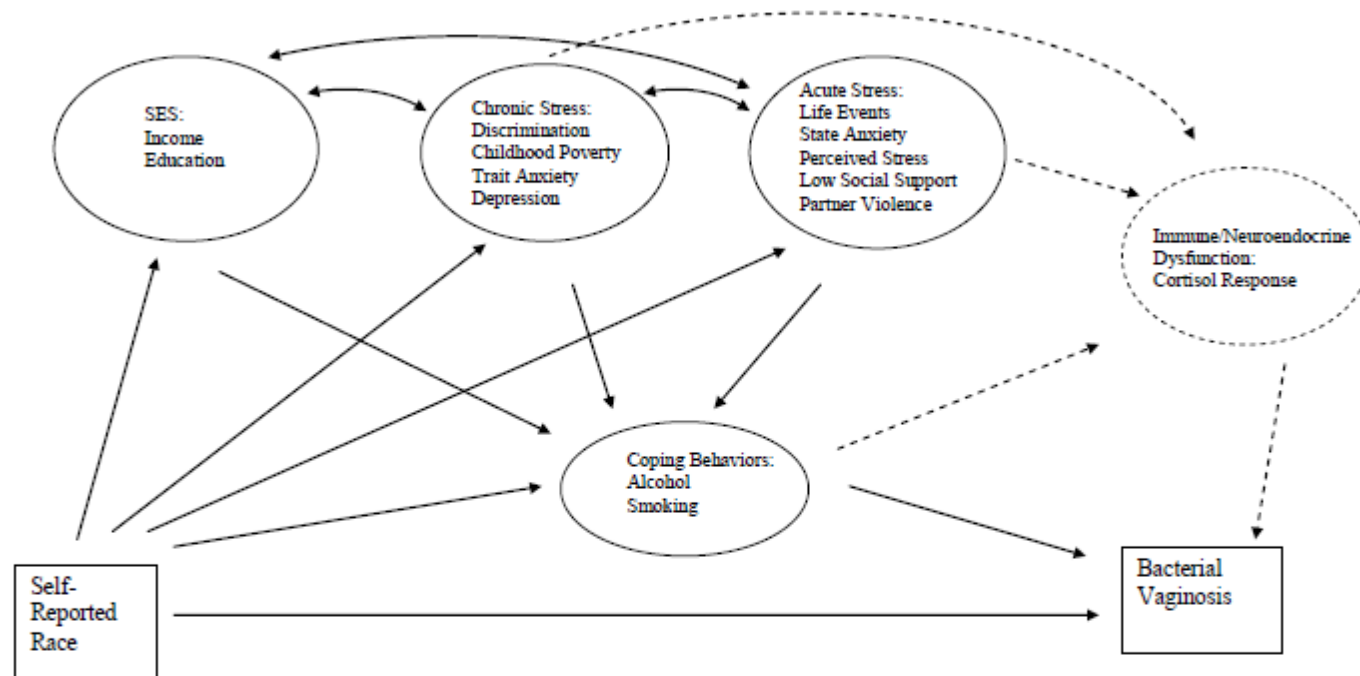 SES:
Income
Education
Chronic Stress:
Discrimination
Childhood Poverty
Trait Anxiety
Depression
Acute Stress:
Life Events
State Anxiety
Perceived Stress
Low Social Support
Partner Violence
Immune/Neuroendocrine
Dysfunction:
Cortisol Response
Coping Behaviors:
Alcohol
Smoking
Self-
Reported
Race
Bacterial
Vaginosis